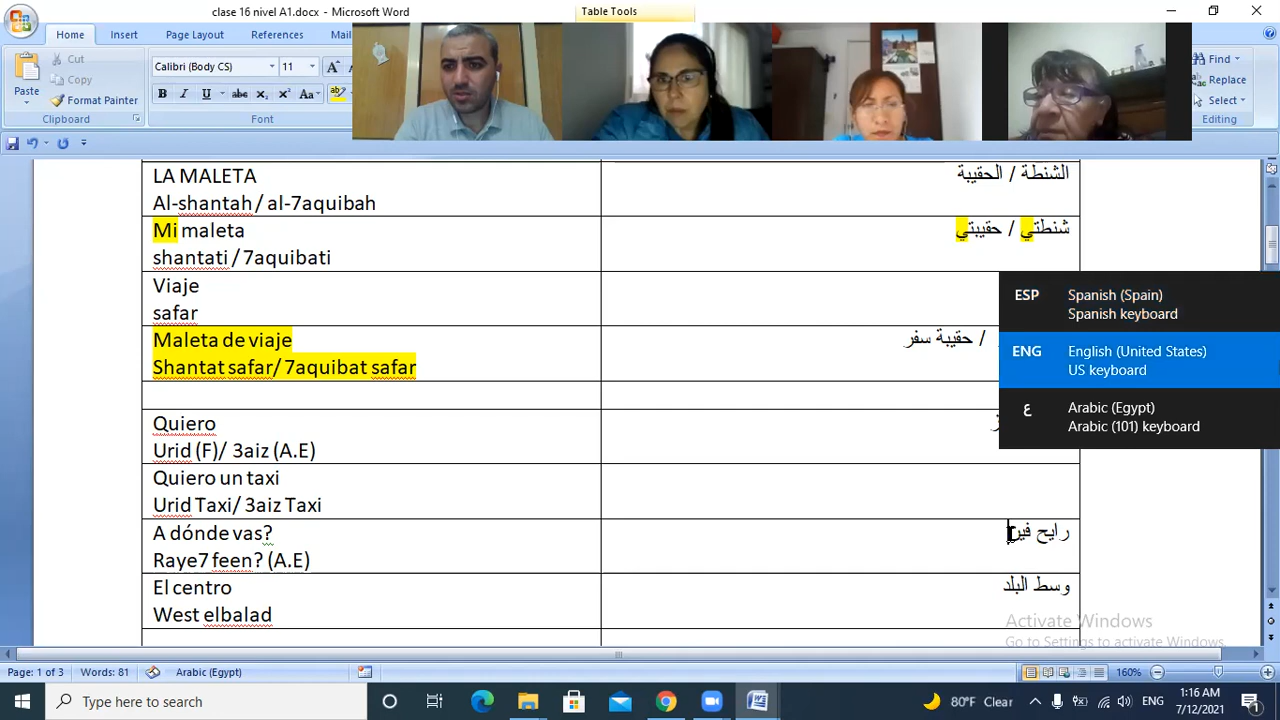 clase 16 nivel A1.docx - Microsoft Word
Table Tools
Home Insert Page Layout References
Cut
Copy
Format Painter
Paste
Clipboard
Calibri (Body CS) 11
Font
Find
Replace
Select
Editing
LA MALETA
Al-shantah / al-7aquibah
الشنطة / الحقيبة
Mi maleta
shantati / 7aquibati
شنطتي / حقيبتي
Viaje
safar
Maleta de viaje
Shantat safar/ 7aquibat safar
/ حقيبة سفر
Quiero
Urid (F)/ 3aiz (A.E)
Quiero un taxi
Urid Taxi/ 3aiz Taxi
A dónde vas?
Raye7 feen? (A.E)
رايح فين
El centro
West elbalad
وسط البلد
ESP Spanish (Spain)
Spanish keyboard
ENG English (United States)
US keyboard
ع Arabic (Egypt)
Arabic (101) keyboard
Activate Windows
Go to Settings to activate Windows.
Page: 1 of 3 Words: 81 Arabic (Egypt) 160%
Type here to search
80°F Clear ENG
1:16 AM
7/12/2021